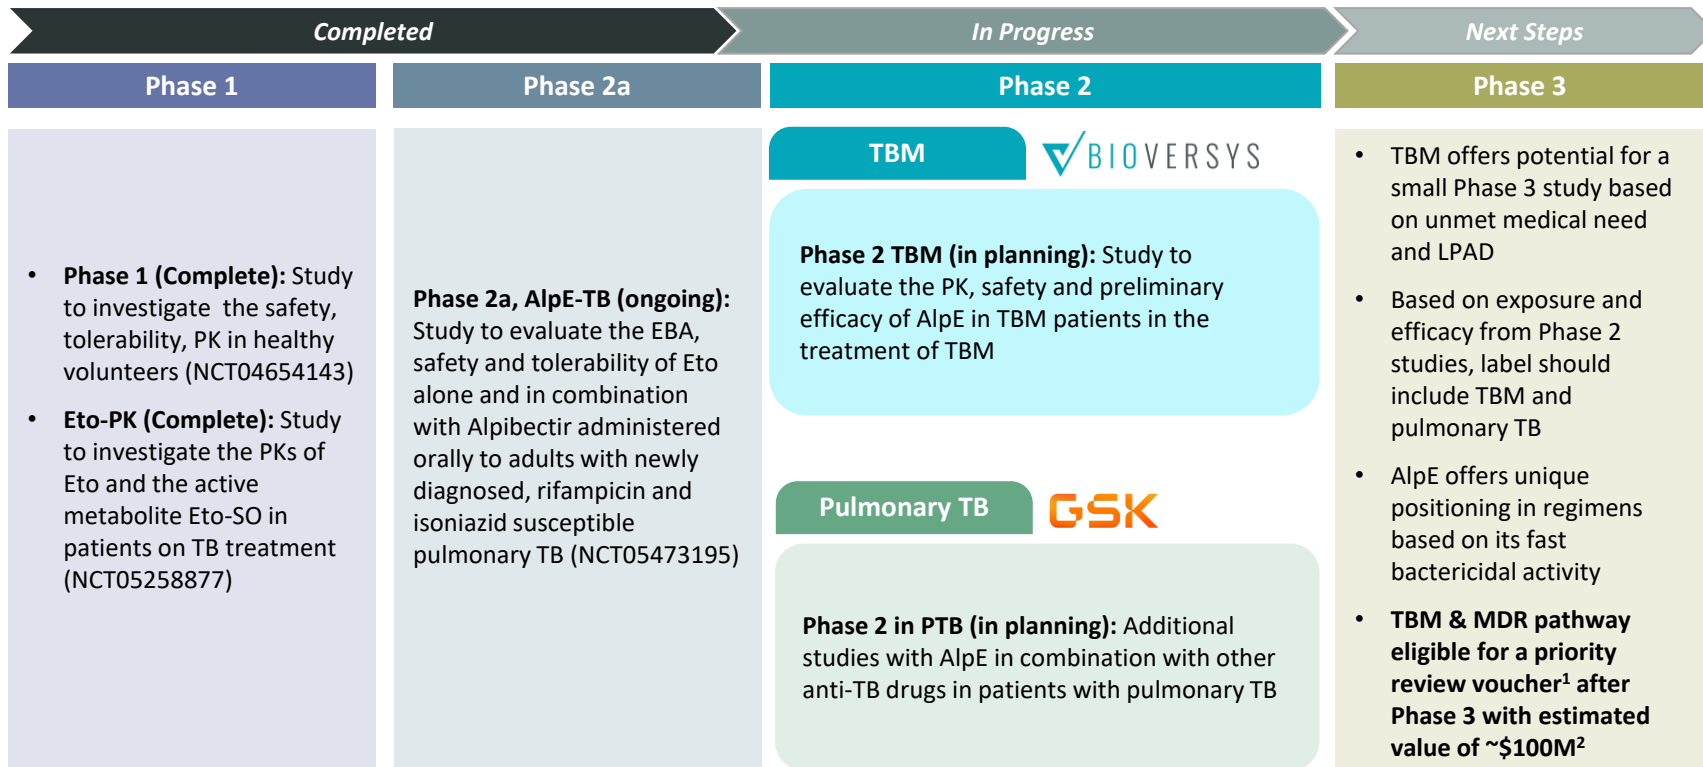 Completed
In Progress
Next Steps
Phase 1
Phase 2a
Phase 2
Phase 3
• Phase 1 (Complete): Study
to investigate the safety,
tolerability, PK in healthy
volunteers (NCT04654143)
• Eto-PK (Complete): Study
to investigate the PKs of
Eto and the active
metabolite Eto-SO in
patients on TB treatment
(NCT05258877)
Phase 2a, AlpE-TB (ongoing):
Study to evaluate the EBA,
safety and tolerability of Eto
alone and in combination
with Alpibectir administered
orally to adults with newly
diagnosed, rifampicin and
isoniazid susceptible
pulmonary TB (NCT05473195)
TBM
BIOVERSYS
Phase 2 TBM (in planning): Study to
evaluate the PK, safety and preliminary
efficacy of AlpE in TBM patients in the
treatment of TBM
Pulmonary TB
GSK
Phase 2 in PTB (in planning): Additional
studies with AlpE in combination with other
anti-TB drugs in patients with pulmonary TB
• TBM offers potential for a
small Phase 3 study based
on unmet medical need
and LPAD
• Based on exposure and
efficacy from Phase 2
studies, label should
include TBM and
pulmonary TB
• AlpE offers unique
positioning in regimens
based on its fast
bactericidal activity
• TBM & MDR pathway
eligible for a priority
review voucher¹ after
Phase 3 with estimated
value of ~$100M²